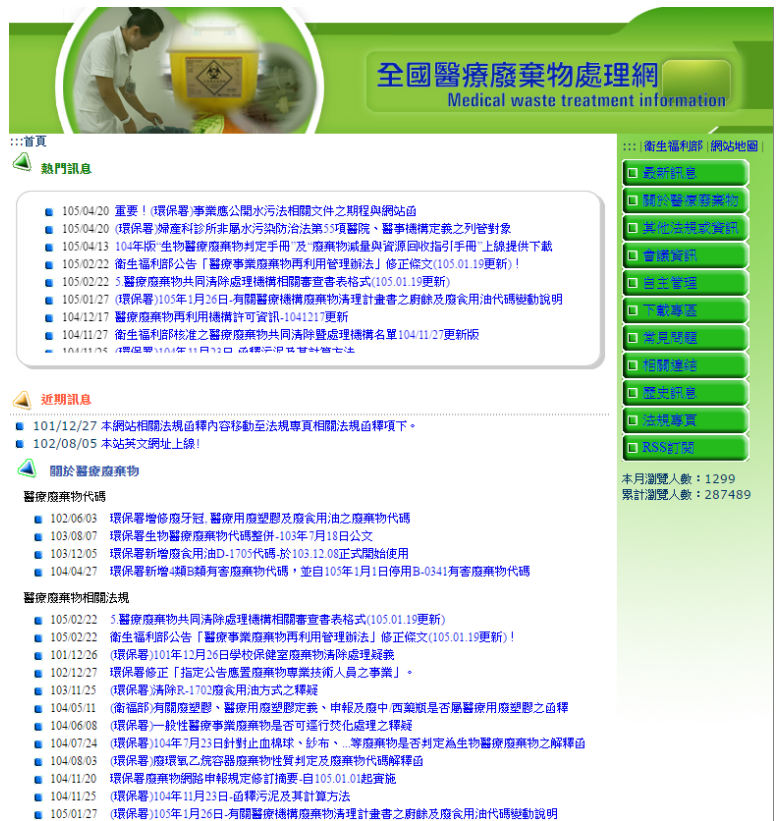 全國醫療廢棄物處理網
Medical waste treatment information
:::首頁
:::|衛生福利部|網站地圖|
熱門訊息
105/04/20 重要！(環保署)事業應公開水污法相關文件之期程與網站函
105/04/20 (環保署)婦產科診所非屬水污染防治法第55項醫院、醫事機構定義之列管對象
105/04/13 104年版“生物醫療廢棄物判定手冊”及“廢棄物減量與資源回收指引手冊”上線提供下載
105/02/22 衛生福利部公告「醫療事業廢棄物再利用管理辦法」修正條文(105.01.19更新)！
105/02/22 5.醫療廢棄物共同清除處理機構相關審查書表格式(105.01.19更新)
105/01/27 (環保署)105年1月26日-有關醫療機構廢棄物清理計畫書之廚餘及廢食用油代碼變動說明
104/12/17 醫療廢棄物再利用機構許可資訊-1041217更新
104/11/27 衛生福利部核准之醫療廢棄物共同清除暨處理機構名單104/11/27更新版
104/11/25 (環保署)104年11月23日-函釋污泥及其計算方法
近期訊息
101/12/27 本網站相關法規函釋內容移動至法規專頁相關法規函釋項下。
102/08/05 本站英文網址上線!
關於醫療廢棄物
醫療廢棄物代碼
102/06/03 環保署增修廢牙冠, 醫療用廢塑膠及廢食用油之廢棄物代碼
103/08/07 環保署生物醫療廢棄物代碼整併-103年7月18日公文
103/12/05 環保署新增廢食用油D-1705代碼-於103.12.08正式開始使用
104/04/27 環保署新增4類B類有害廢棄物代碼，並自105年1月1日停用B-0341有害廢棄物代碼
醫療廢棄物相關法規
105/02/22 5.醫療廢棄物共同清除處理機構相關審查書表格式(105.01.19更新)
105/02/22 衛生福利部公告「醫療事業廢棄物再利用管理辦法」修正條文(105.01.19更新)！
101/12/26 (環保署)101年12月26日學校保健室廢棄物清除處理疑義
102/12/27 環保署修正「指定公告應置廢棄物專業技術人員之事業」。
103/11/25 (環保署)清除R-1702廢食用油方式之釋疑
104/05/11 (衛福部)有關廢塑膠、醫療用廢塑膠定義、申報及廢中/西藥瓶是否屬醫療用廢塑膠之函釋
104/06/08 (環保署)一般性醫療事業廢棄物是否可逕行焚化處理之釋疑
104/07/24 (環保署)104年7月23日針對止血棉球、紗布、...等廢棄物是否判定為生物醫療廢棄物之解釋函
104/08/03 (環保署)廢環氧乙烷容器廢棄物性質判定及廢棄物代碼解釋函
104/11/20 環保署廢棄物網路申報規定修訂摘要-自105.01.01起實施
104/11/25 (環保署)104年11月23日-函釋污泥及其計算方法
105/01/27 (環保署)105年1月26日-有關醫療機構廢棄物清理計畫書之廚餘及廢食用油代碼變動說明
最新訊息
關於醫療廢棄物
其他法規或資訊
會議資訊
自主管理
下載專區
常見問題
相關連結
歷史訊息
法規專頁
RSS訂閱
本月瀏覽人數：1299
累計瀏覽人數：287489